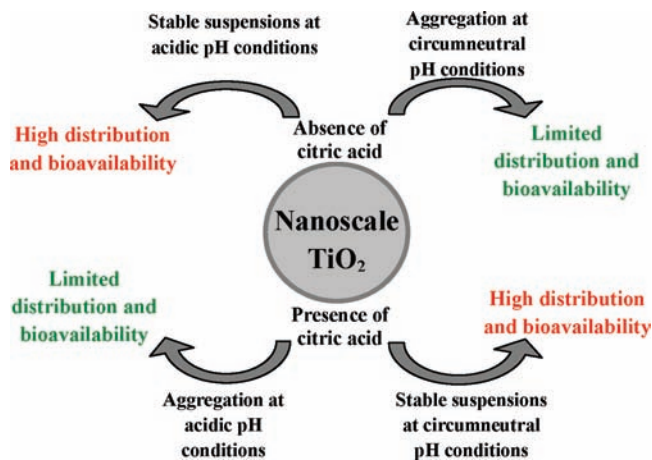 Stable suspensions at
acidic pH conditions
Aggregation at
circumneutral
pH conditions
High distribution
and bioavailability
Absence of
citric acid
Limited
distribution and
bioavailability
Nanoscale
TiO₂
Limited
distribution and
bioavailability
Presence of
citric acid
High distribution
and bioavailability
Aggregation at
acidic pH
conditions
Stable suspensions
at circumneutral
pH conditions